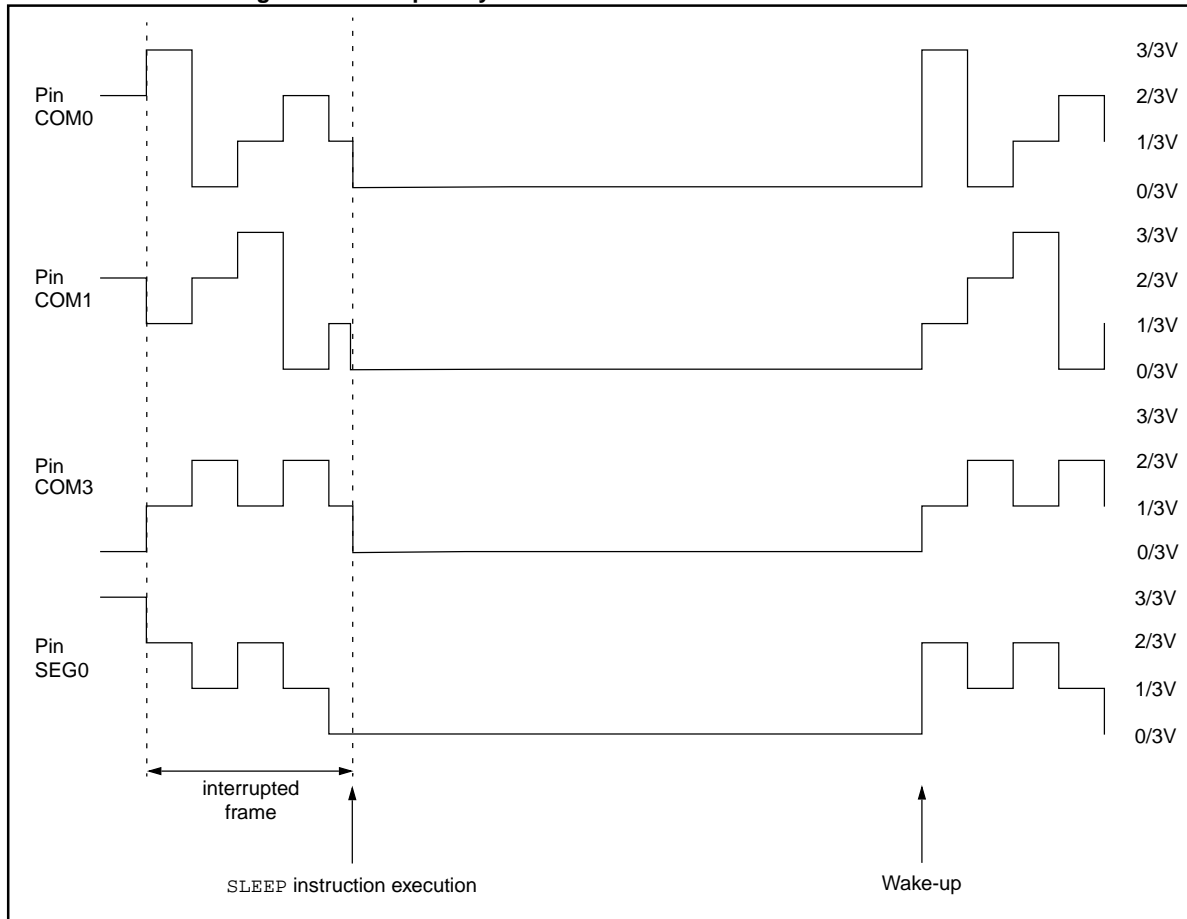 Pin
COM0
3/3V
2/3V
1/3V
0/3V
Pin
COM1
3/3V
2/3V
1/3V
0/3V
Pin
COM3
3/3V
2/3V
1/3V
0/3V
Pin
SEG0
3/3V
2/3V
1/3V
0/3V
interrupted
frame
SLEEP instruction execution
Wake-up